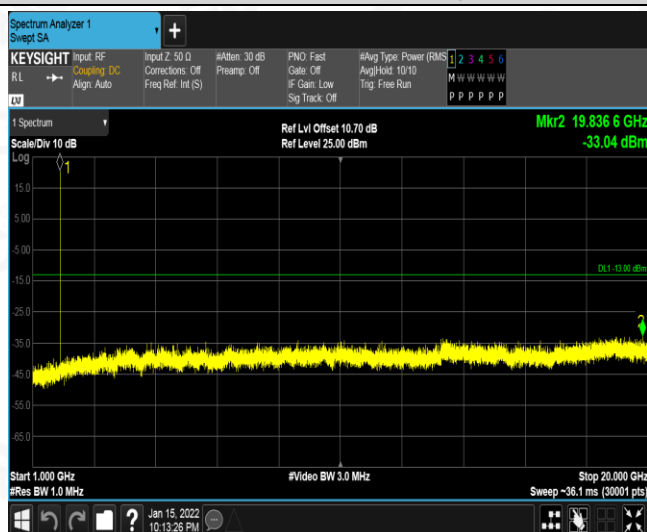 Spectrum Analyzer 1
Swept SA
+
KEYSIGHT
RL
LXI
Input: RF
Coupling: DC
Align: Auto
Input Z: 50 Ω
Corrections: Off
Freq Ref: Int (S)
#Atten: 30 dB
Preamp: Off
PNO: Fast
Gate: Off
IF Gain: Low
Sig Track: Off
#Avg Type: Power (RMS
Avg|Hold: 10/10
Trig: Free Run
1 2 3 4 5 6
M W W W W W
P P P P P P
1 Spectrum
Scale/Div 10 dB
Ref Lvl Offset 10.70 dB
Ref Level 25.00 dBm
Mkr2 19.836 6 GHz
-33.04 dBm
Log
1
15.0
5.00
-5.00
DL1 -13.00 dBm
-15.0
-25.0
2
-35.0
-45.0
-55.0
-65.0
Start 1.000 GHz
#Video BW 3.0 MHz
Stop 20.000 GHz
#Res BW 1.0 MHz
Sweep ~36.1 ms (30001 pts)
?
Jan 15, 2022
10:13:26 PM